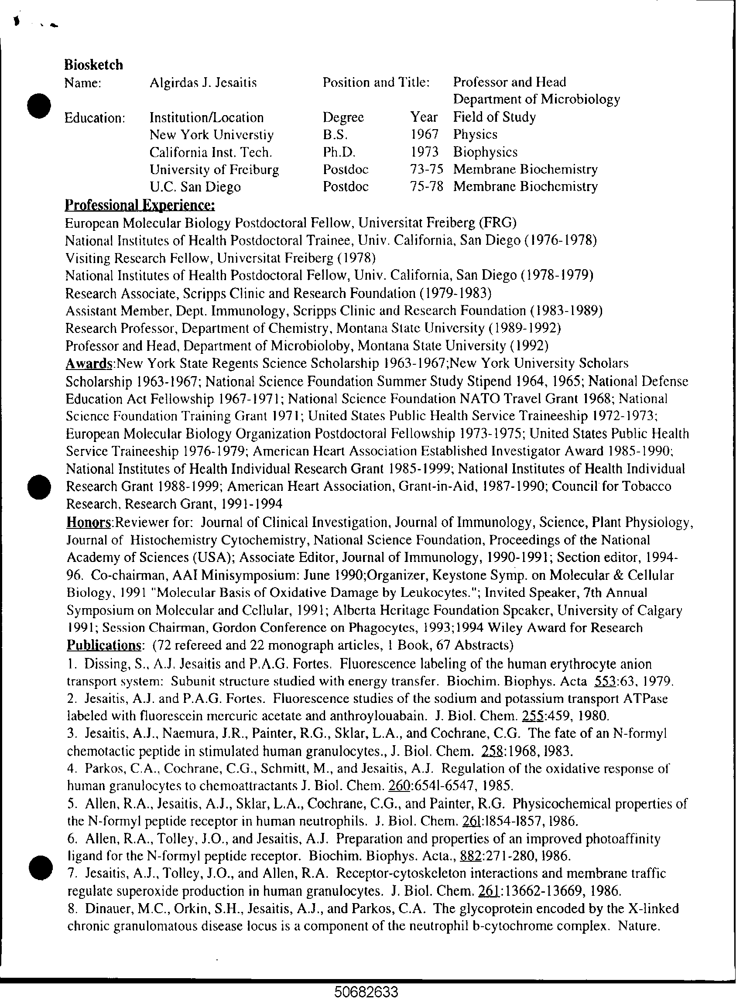 Biosketch
Name: Algirdas J. Jesaitis Position and Title: Professor and Head
Department of Microbiology
Education: Institution/Location Degree Year Field of Study
New York Universtiy B.S. 1967 Physics
California Inst. Tech. Ph.D. 1973 Biophysics
University of Freiburg Postdoc 73-75 Membrane Biochemistry
U.C. San Diego Postdoc 75-78 Membrane Biochemistry
Professional Experience:
European Molecular Biology Postdoctoral Fellow, Universitat Freiberg (FRG)
National Institutes of Health Postdoctoral Trainee, Univ. California, San Diego (1976-1978)
Visiting Research Fellow, Universitat Freiberg (1978)
National Institutes of Health Postdoctoral Fellow, Univ. California, San Diego (1978-1979)
Research Associate, Scripps Clinic and Research Foundation (1979-1983)
Assistant Member, Dept. Immunology, Scripps Clinic and Research Foundation (1983-1989)
Research Professor, Department of Chemistry, Montana State University (1989-1992)
Professor and Head, Department of Microbioloby, Montana State University (1992)
Awards:New York State Regents Science Scholarship 1963-1967;New York University Scholars
Scholarship 1963-1967; National Science Foundation Summer Study Stipend 1964, 1965; National Defense
Education Act Fellowship 1967-1971; National Science Foundation NATO Travel Grant 1968; National
Science Foundation Training Grant 1971; United States Public Health Service Traineeship 1972-1973;
European Molecular Biology Organization Postdoctoral Fellowship 1973-1975; United States Public Health
Service Traineeship 1976-1979; American Heart Association Established Investigator Award 1985-1990;
National Institutes of Health Individual Research Grant 1985-1999; National Institutes of Health Individual
Research Grant 1988-1999; American Heart Association, Grant-in-Aid, 1987-1990; Council for Tobacco
Research, Research Grant, 1991-1994
Honors:Reviewer for: Journal of Clinical Investigation, Journal of Immunology, Science, Plant Physiology,
Journal of Histochemistry Cytochemistry, National Science Foundation, Proceedings of the National
Academy of Sciences (USA); Associate Editor, Journal of Immunology, 1990-1991; Section editor, 1994-
96. Co-chairman, AAI Minisymposium: June 1990;Organizer, Keystone Symp. on Molecular & Cellular
Biology, 1991 "Molecular Basis of Oxidative Damage by Leukocytes."; Invited Speaker, 7th Annual
Symposium on Molecular and Cellular, 1991; Alberta Heritage Foundation Speaker, University of Calgary
1991; Session Chairman, Gordon Conference on Phagocytes, 1993;1994 Wiley Award for Research
Publications: (72 refereed and 22 monograph articles, 1 Book, 67 Abstracts)
1. Dissing, S., A.J. Jesaitis and P.A.G. Fortes. Fluorescence labeling of the human erythrocyte anion
transport system: Subunit structure studied with energy transfer. Biochim. Biophys. Acta 553:63, 1979.
2. Jesaitis, A.J. and P.A.G. Fortes. Fluorescence studies of the sodium and potassium transport ATPase
labeled with fluorescein mercuric acetate and anthroylouabain. J. Biol. Chem. 255:459, 1980.
3. Jesaitis, A.J., Naemura, J.R., Painter, R.G., Sklar, L.A., and Cochrane, C.G. The fate of an N-formyl
chemotactic peptide in stimulated human granulocytes., J. Biol. Chem. 258:1968, l983.
4. Parkos, C.A., Cochrane, C.G., Schmitt, M., and Jesaitis, A.J. Regulation of the oxidative response of
human granulocytes to chemoattractants J. Biol. Chem. 260:654l-6547, 1985.
5. Allen, R.A., Jesaitis, A.J., Sklar, L.A., Cochrane, C.G., and Painter, R.G. Physicochemical properties of
the N-formyl peptide receptor in human neutrophils. J. Biol. Chem. 26l:l854-l857, l986.
6. Allen, R.A., Tolley, J.O., and Jesaitis, A.J. Preparation and properties of an improved photoaffinity
ligand for the N-formyl peptide receptor. Biochim. Biophys. Acta., 882:271-280, l986.
7. Jesaitis, A.J., Tolley, J.O., and Allen, R.A. Receptor-cytoskeleton interactions and membrane traffic
regulate superoxide production in human granulocytes. J. Biol. Chem. 261:13662-13669, 1986.
8. Dinauer, M.C., Orkin, S.H., Jesaitis, A.J., and Parkos, C.A. The glycoprotein encoded by the X-linked
chronic granulomatous disease locus is a component of the neutrophil b-cytochrome complex. Nature.
50682633